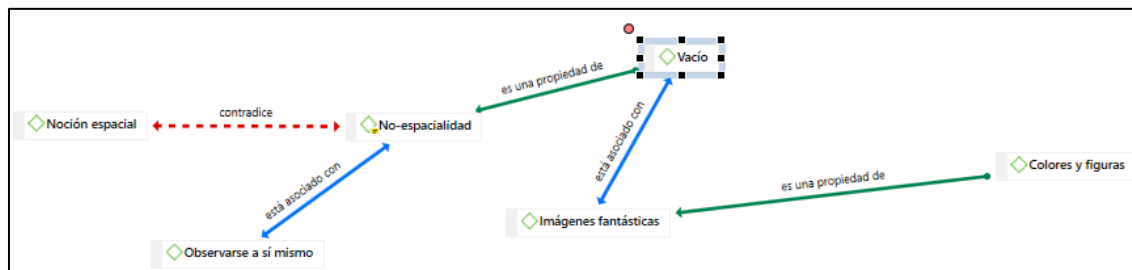 Vacío
es una propiedad de
contradice
Noción espacial
No-espacialidad
está asociado con
está asociado con
Colores y figuras
es una propiedad de
Imágenes fantásticas
Observarse a sí mismo